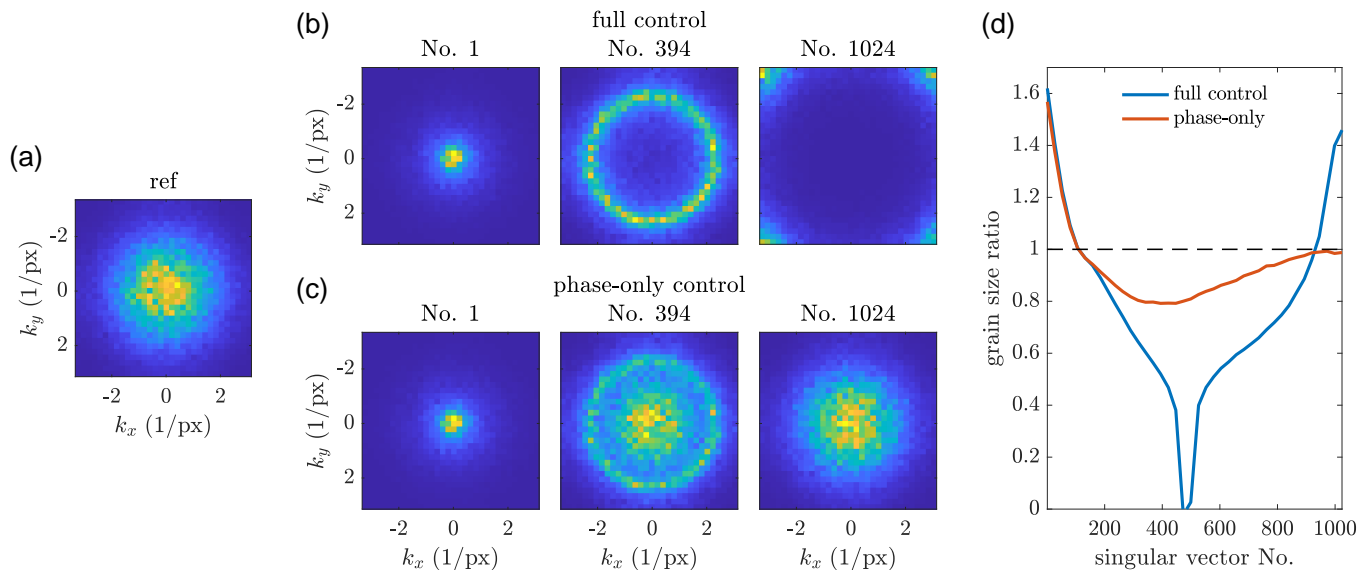 (a)
ref
-2
0
2
k_y (1/px)
-2 0 2
k_x (1/px)
(b)
full control
No. 1 No. 394 No. 1024
-2
0
2
k_y (1/px)
(c)
phase-only control
No. 1 No. 394 No. 1024
-2
0
2
k_y (1/px)
-2 0 2 -2 0 2 -2 0 2
k_x (1/px) k_x (1/px) k_x (1/px)
(d)
full control
phase-only
1.6
1.4
1.2
1
0.8
0.6
0.4
0.2
0
grain size ratio
200 400 600 800 1000
singular vector No.